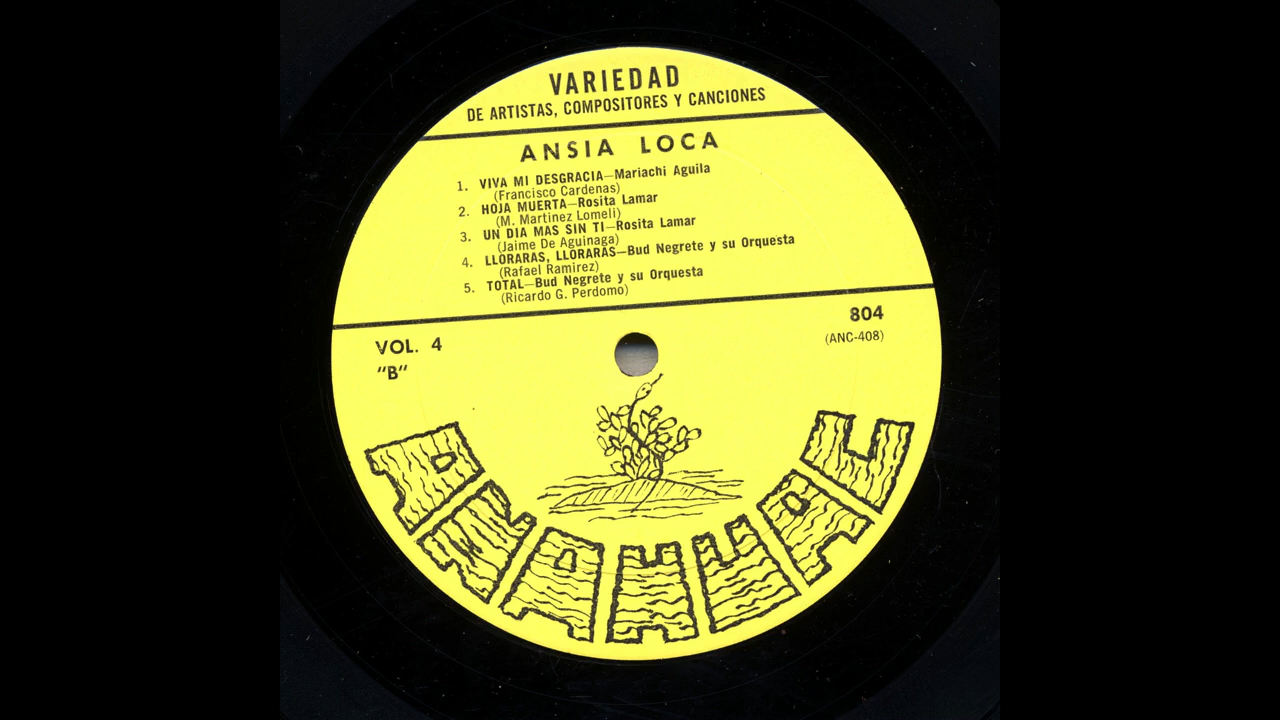 VARIEDAD
DE ARTISTAS, COMPOSITORES Y CANCIONES
ANSIA LOCA
1. VIVA MI DESGRACIA—Mariachi Aguila
(Francisco Cardenas)
2. HOJA MUERTA—Rosita Lamar
(M. Martinez Lomeli)
3. UN DIA MAS SIN TI—Rosita Lamar
(Jaime De Aguinaga)
4. LLORARAS, LLORARAS—Bud Negrete y su Orquesta
(Rafael Ramirez)
5. TOTAL—Bud Negrete y su Orquesta
(Ricardo G. Perdomo)
VOL. 4
"B"
804
(ANC-408)
ANAHUAC